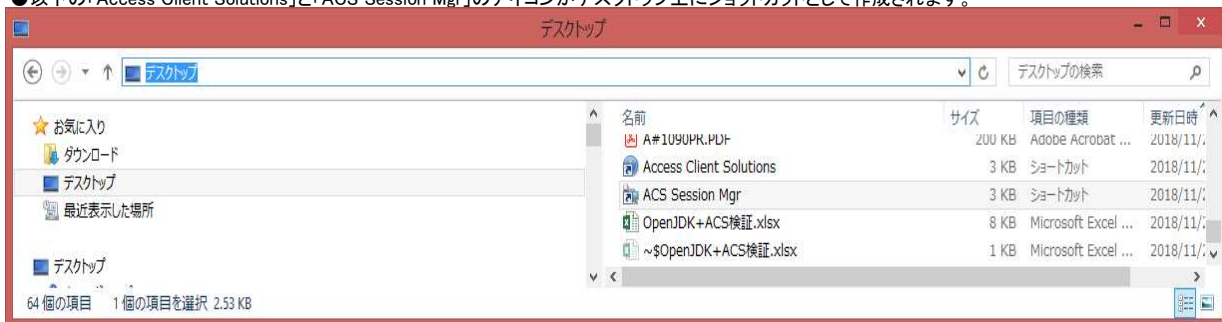 ●以下の「Access Client Solutions」と「ACS Session Mgr」のアイコンがデスクトップ上にショートカットとして作成されます。
デスクトップ
デスクトップ デスクトップの検索
お気に入り
ダウンロード
デスクトップ
最近表示した場所
デスクトップ
名前 サイズ 項目の種類 更新日時
A#1090PR.PDF 200 KB Adobe Acrobat ... 2018/11/
Access Client Solutions 3 KB ショートカット 2018/11/
ACS Session Mgr 3 KB ショートカット 2018/11/
OpenJDK+ACS検証.xlsx 8 KB Microsoft Excel ... 2018/11/
~$OpenJDK+ACS検証.xlsx 1 KB Microsoft Excel ... 2018/11/
64 個の項目 1 個の項目を選択 2.53 KB